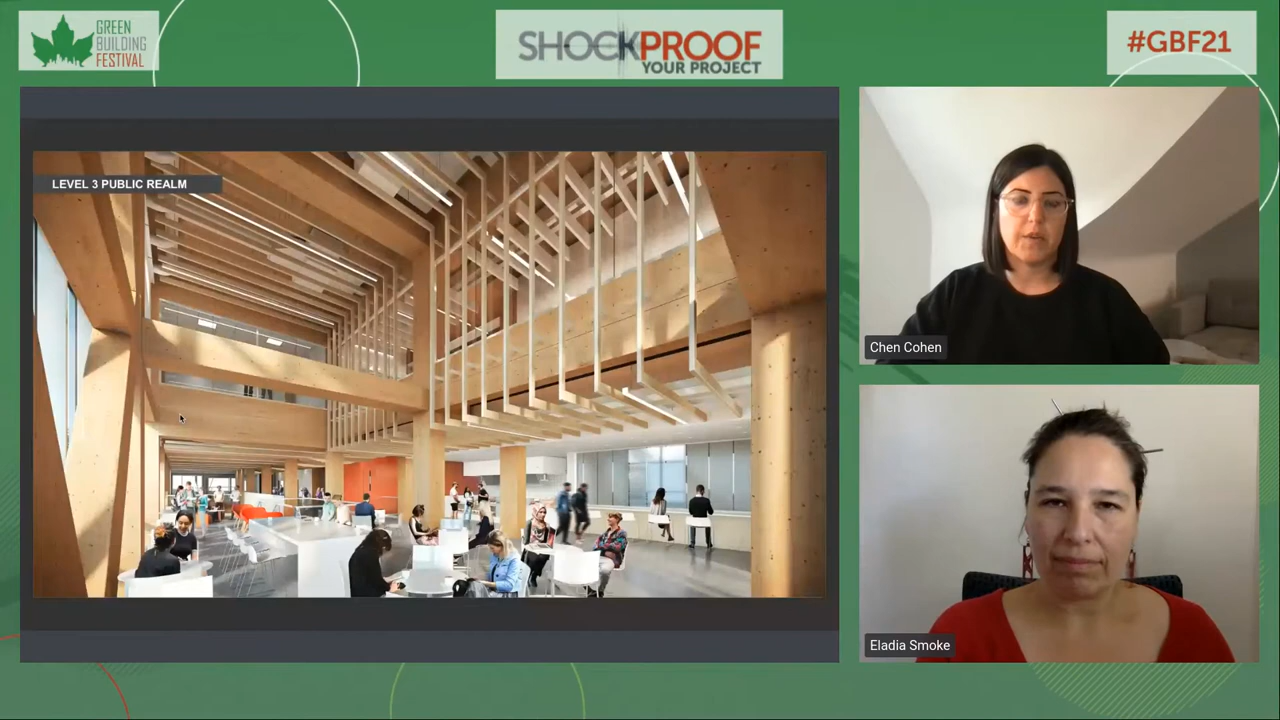 GREEN
BUILDING
FESTIVAL
SHOCKPROOF
YOUR PROJECT
#GBF21
LEVEL 3 PUBLIC REALM
Chen Cohen
Eladia Smoke